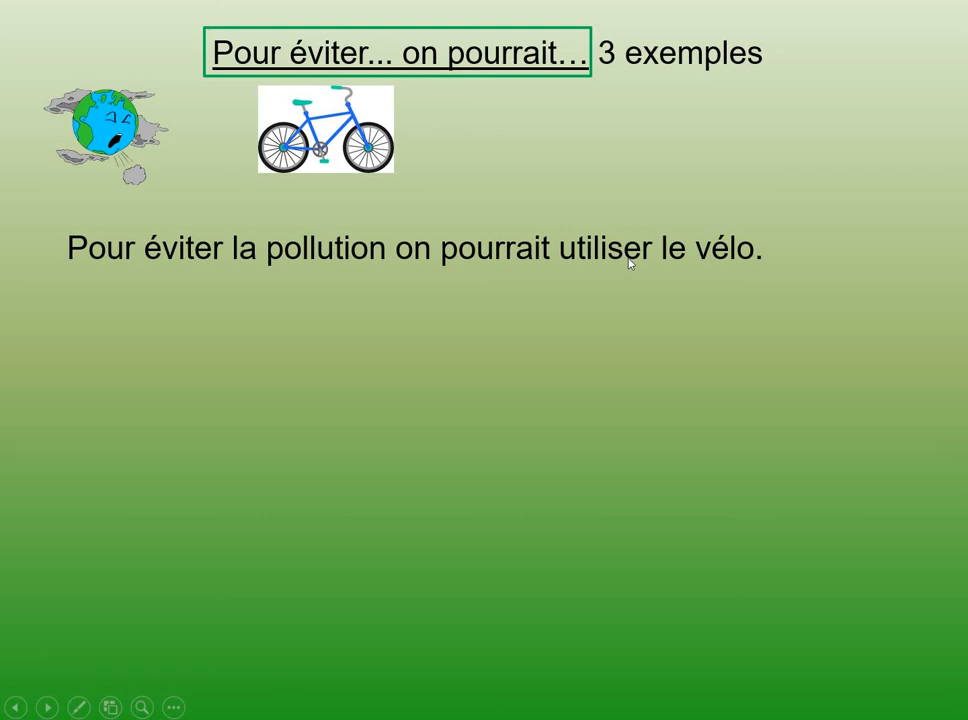 Pour éviter... on pourrait… 3 exemples
Pour éviter la pollution on pourrait utiliser le vélo.